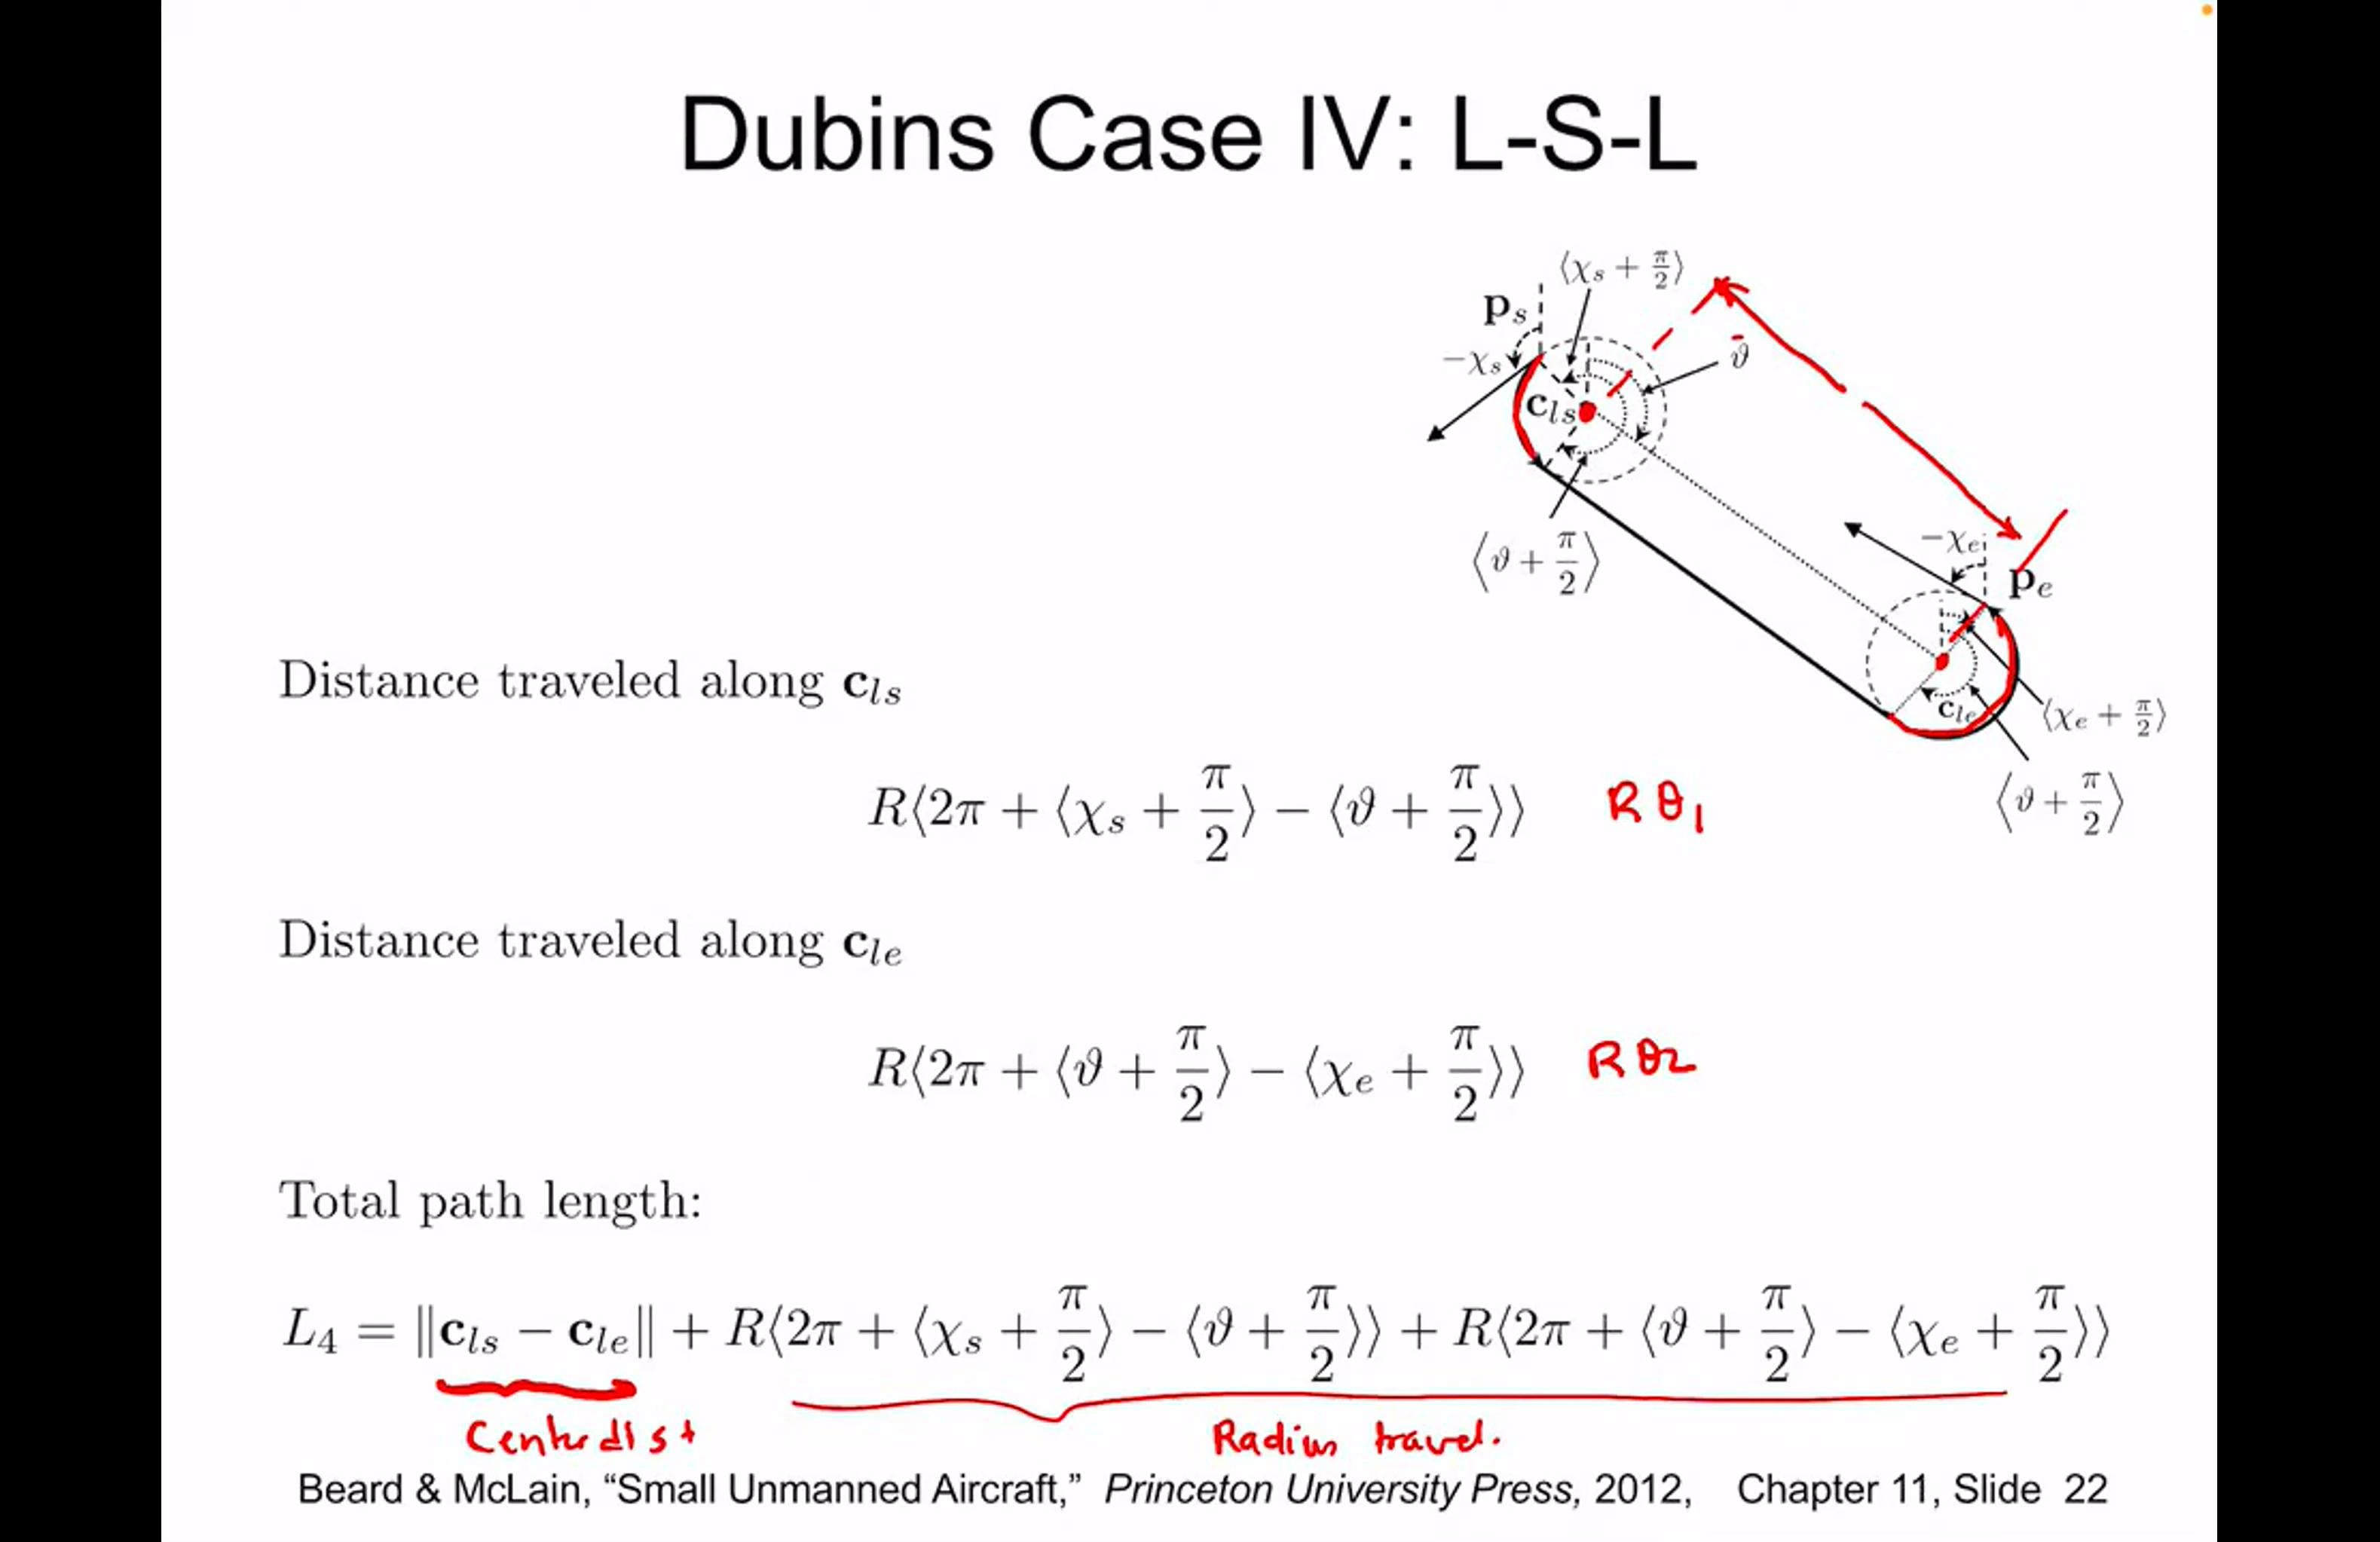 Dubins Case IV: L-S-L
⟨χs + π/2⟩
ps
−χs
ϑ
cls
⟨ϑ + π/2⟩
−χe
pe
cle
⟨χe + π/2⟩
⟨ϑ + π/2⟩
Distance traveled along cls
R⟨2π + ⟨χs + π/2⟩ − ⟨ϑ + π/2⟩⟩ Rθ1
Distance traveled along cle
R⟨2π + ⟨ϑ + π/2⟩ − ⟨χe + π/2⟩⟩ Rθ2
Total path length:
L4 = ‖cls − cle‖ + R⟨2π + ⟨χs + π/2⟩ − ⟨ϑ + π/2⟩⟩ + R⟨2π + ⟨ϑ + π/2⟩ − ⟨χe + π/2⟩⟩
Center dist Radius travel.
Beard & McLain, “Small Unmanned Aircraft,” Princeton University Press, 2012, Chapter 11, Slide 22